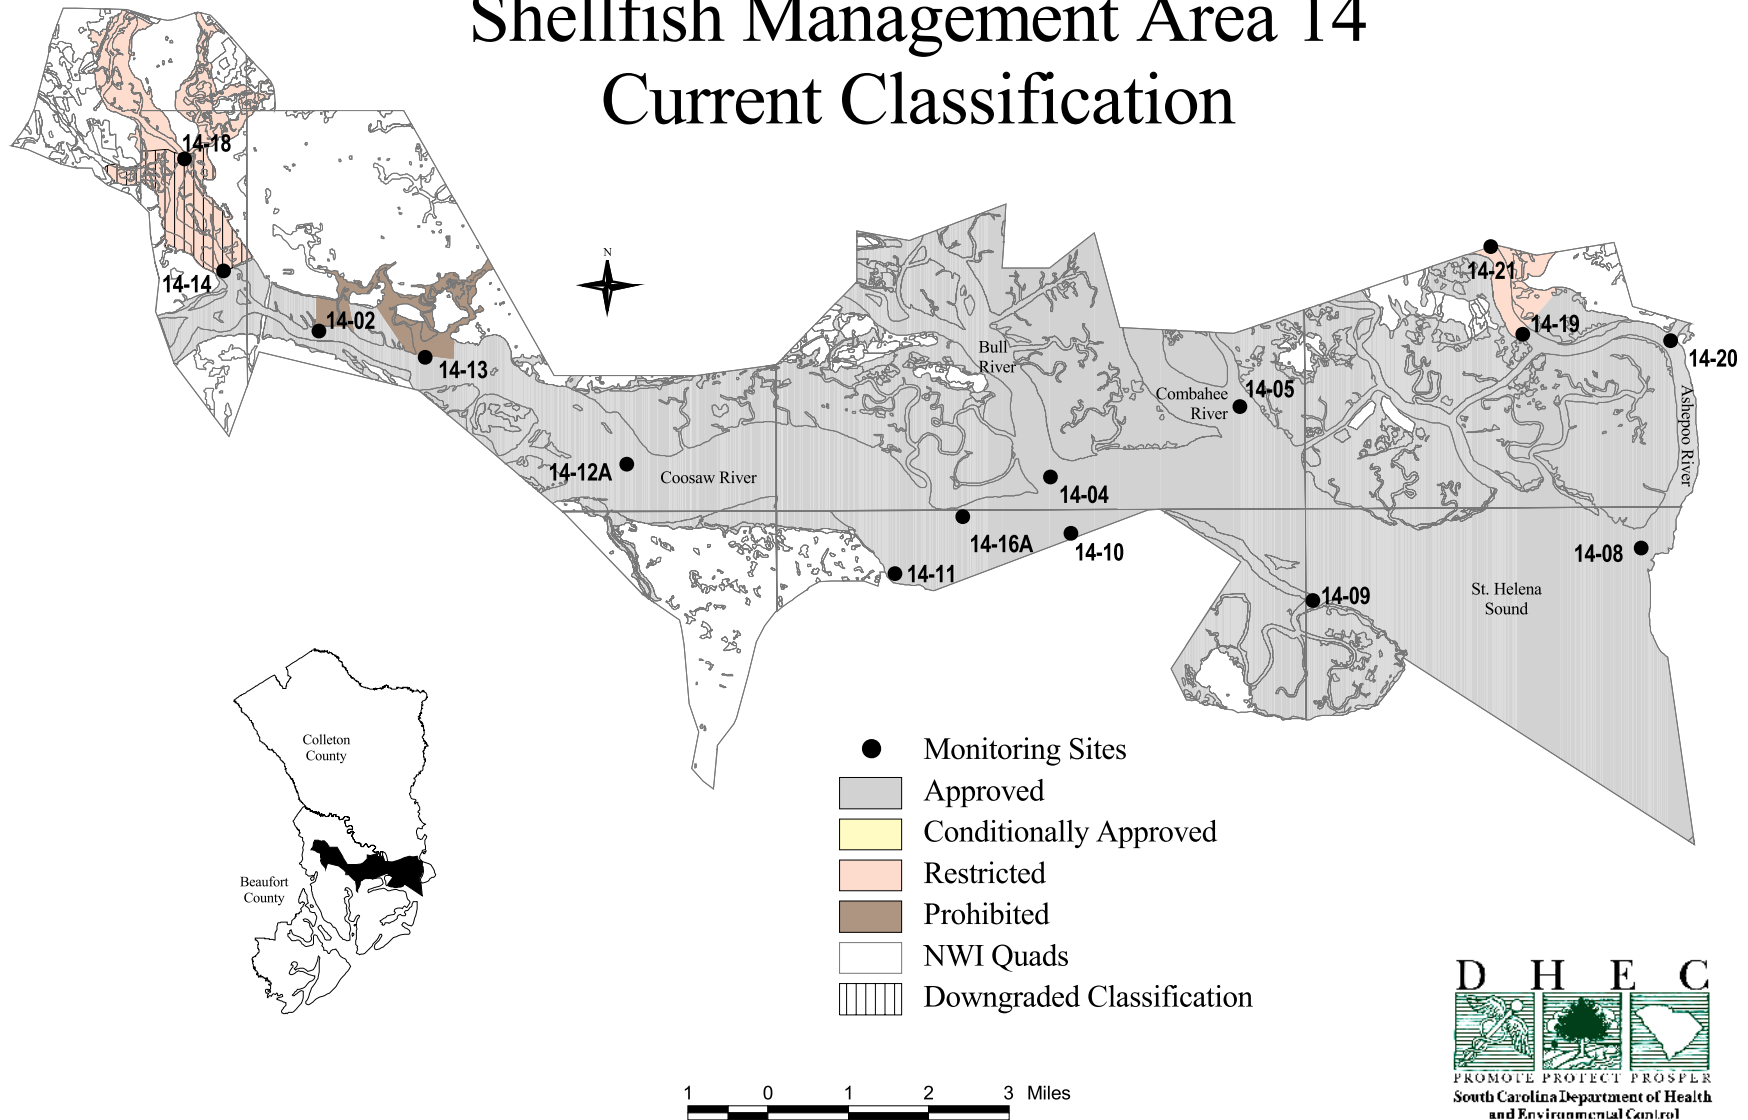 Shellfish Management Area 14
Current Classification
14-18
14-14
14-02
14-13
N
14-12A
Coosaw River
Bull
River
Combahee
River
14-05
14-04
14-16A
14-10
14-11
14-21
14-19
14-20
Ashepoo River
14-08
14-09
St. Helena
Sound
Colleton
County
Beaufort
County
Monitoring Sites
Approved
Conditionally Approved
Restricted
Prohibited
NWI Quads
Downgraded Classification
1 0 1 2 3 Miles
D H E C
PROMOTE PROTECT PROSPER
South Carolina Department of Health
and Environmental Control